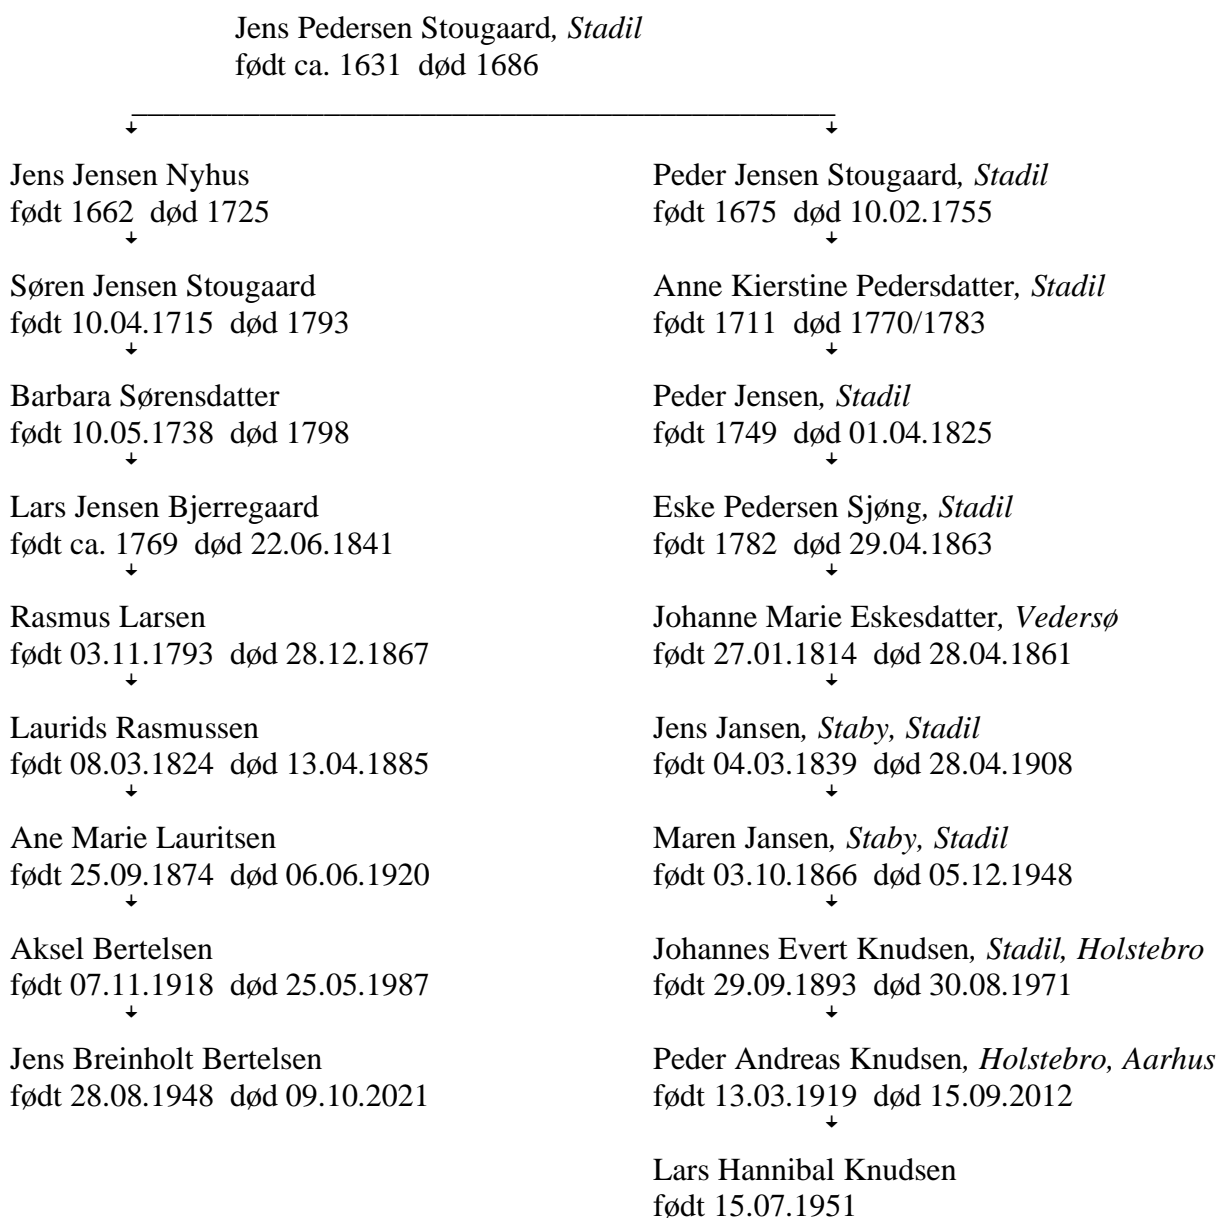 Jens Pedersen Stougaard, Stadil
født ca. 1631 død 1686
Jens Jensen Nyhus
født 1662 død 1725
Søren Jensen Stougaard
født 10.04.1715 død 1793
Barbara Sørensdatter
født 10.05.1738 død 1798
Lars Jensen Bjerregaard
født ca. 1769 død 22.06.1841
Rasmus Larsen
født 03.11.1793 død 28.12.1867
Laurids Rasmussen
født 08.03.1824 død 13.04.1885
Ane Marie Lauritsen
født 25.09.1874 død 06.06.1920
Aksel Bertelsen
født 07.11.1918 død 25.05.1987
Jens Breinholt Bertelsen
født 28.08.1948 død 09.10.2021
Peder Jensen Stougaard, Stadil
født 1675 død 10.02.1755
Anne Kierstine Pedersdatter, Stadil
født 1711 død 1770/1783
Peder Jensen, Stadil
født 1749 død 01.04.1825
Eske Pedersen Sjøng, Stadil
født 1782 død 29.04.1863
Johanne Marie Eskesdatter, Vedersø
født 27.01.1814 død 28.04.1861
Jens Jansen, Staby, Stadil
født 04.03.1839 død 28.04.1908
Maren Jansen, Staby, Stadil
født 03.10.1866 død 05.12.1948
Johannes Evert Knudsen, Stadil, Holstebro
født 29.09.1893 død 30.08.1971
Peder Andreas Knudsen, Holstebro, Aarhus
født 13.03.1919 død 15.09.2012
Lars Hannibal Knudsen
født 15.07.1951